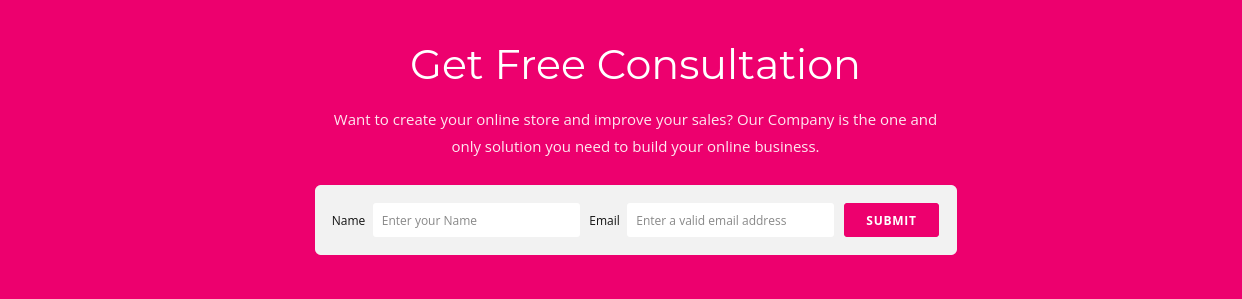 Get Free Consultation
Want to create your online store and improve your sales? Our Company is the one and
only solution you need to build your online business.
Name Enter your Name Email Enter a valid email address SUBMIT